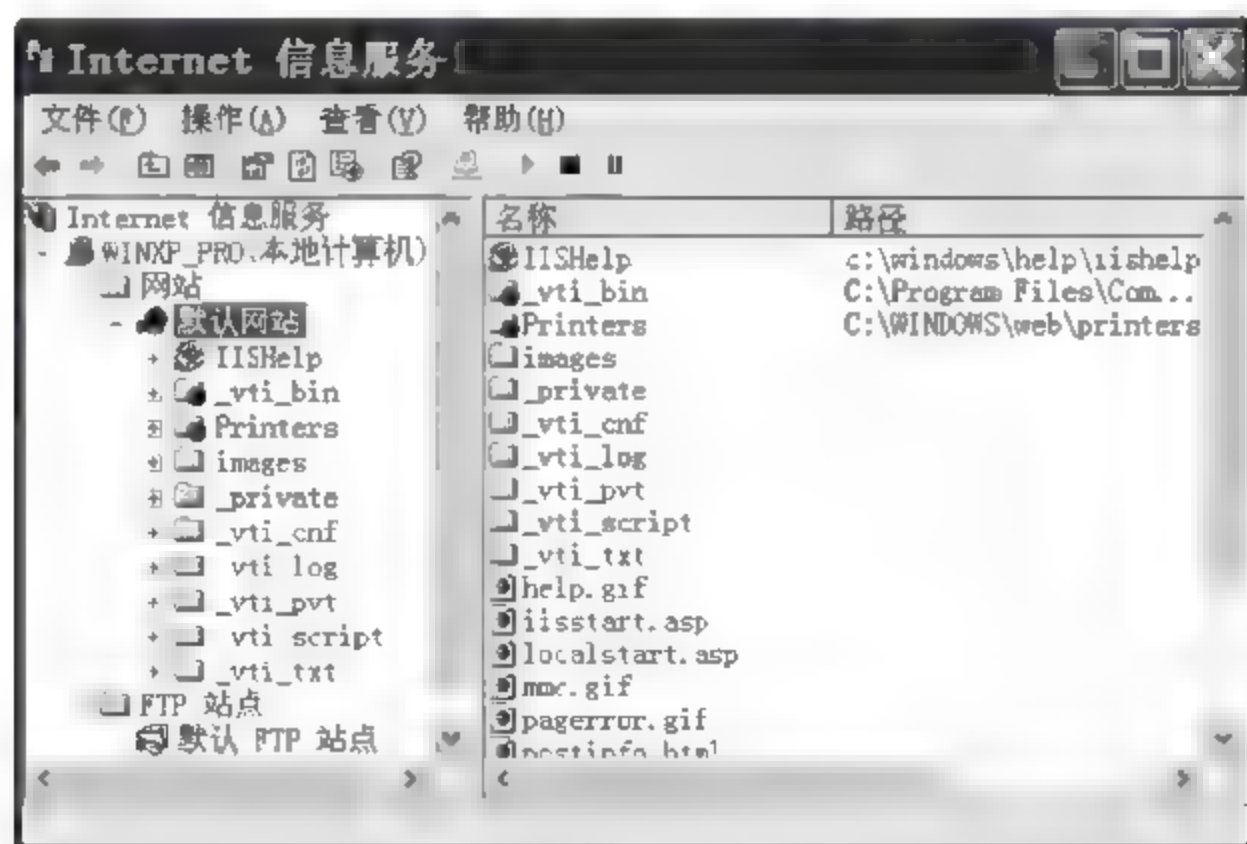 Internet 信息服务
文件(F) 操作(A) 查看(V) 帮助(H)
Internet 信息服务
WINXP_PRO(本地计算机)
网站
默认网站
IISHelp
_vti_bin
Printers
images
_private
_vti_cnf
_vti_log
_vti_pvt
_vti_script
_vti_txt
FTP 站点
默认 FTP 站点
名称 路径
IISHelp c:\windows\help\iishelp
_vti_bin C:\Program Files\Com...
Printers C:\WINDOWS\web\printers
images
_private
_vti_cnf
_vti_log
_vti_pvt
_vti_script
_vti_txt
help.gif
iisstart.asp
localstart.asp
mmc.gif
pagerror.gif
postinfo.html